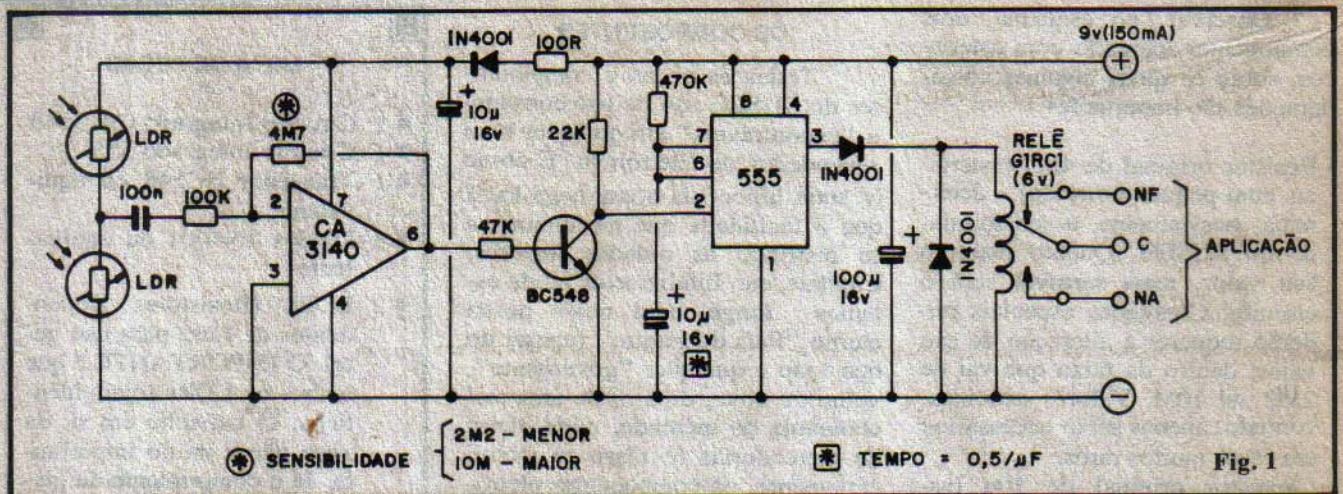 1N4001
100R
9v(150mA)
+
LDR
4M7
+
10µ
16v
22K
470K
8
4
7
6
2
3
555
1
1N4001
RELÊ
G1RC1
(6v)
NF
C
NA
APLICAÇÃO
100n
100K
2
7
CA
3140
6
3
4
47K
BC548
LDR
+
10µ
16v
+
100µ
16v
1N4001
SENSIBILIDADE
2M2 - MENOR
10M - MAIOR
TEMPO = 0,5/µF
Fig. 1